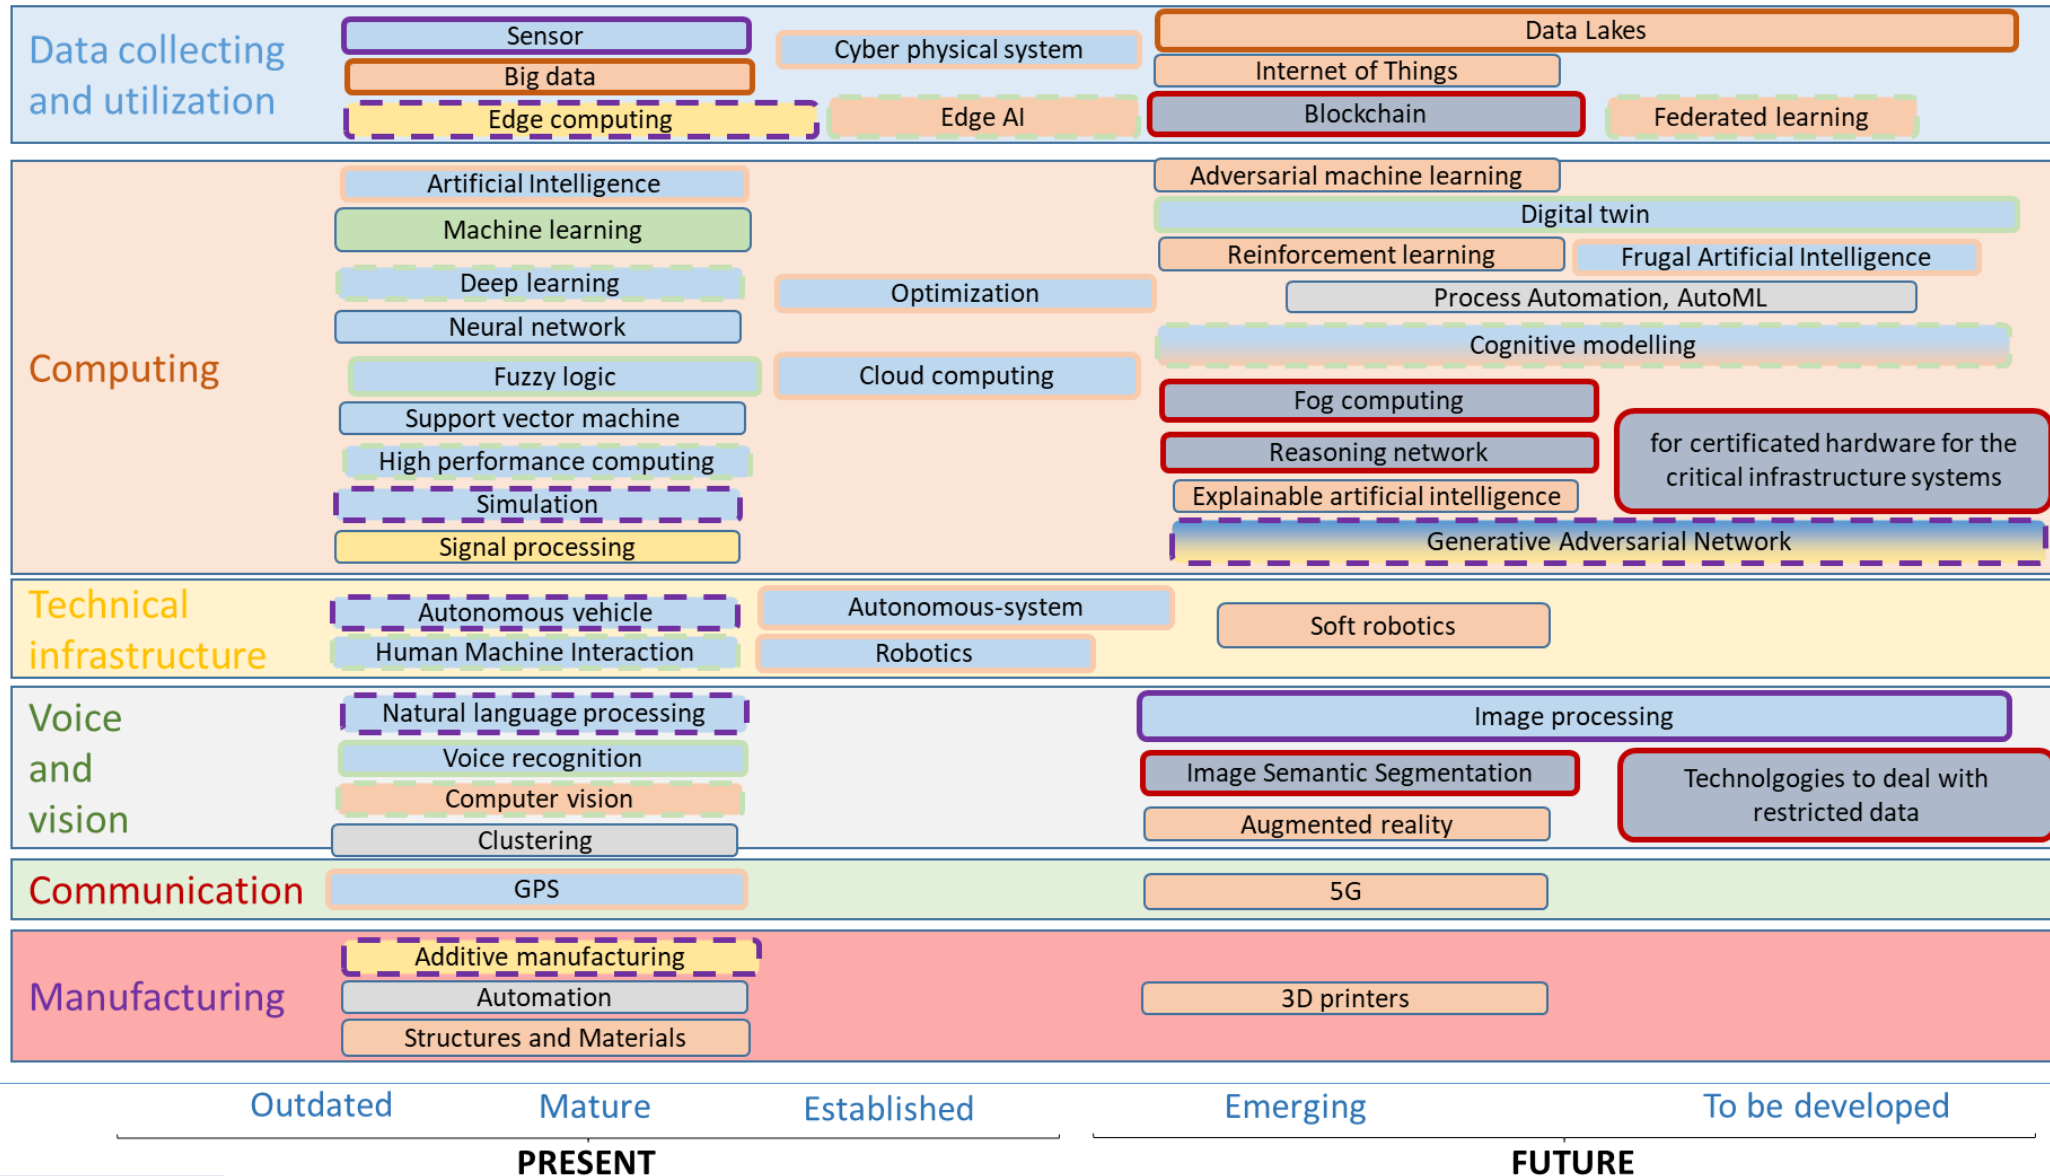 Data collecting
and utilization
Sensor
Big data
Edge computing
Cyber physical system
Edge AI
Data Lakes
Internet of Things
Blockchain
Federated learning
Computing
Artificial Intelligence
Machine learning
Deep learning
Neural network
Fuzzy logic
Support vector machine
High performance computing
Simulation
Signal processing
Optimization
Cloud computing
Adversarial machine learning
Digital twin
Reinforcement learning
Frugal Artificial Intelligence
Process Automation, AutoML
Cognitive modelling
Fog computing
Reasoning network
for certificated hardware for the
critical infrastructure systems
Explainable artificial intelligence
Generative Adversarial Network
Technical
infrastructure
Autonomous vehicle
Human Machine Interaction
Autonomous-system
Robotics
Soft robotics
Voice
and
vision
Natural language processing
Voice recognition
Computer vision
Clustering
Image processing
Image Semantic Segmentation
Augmented reality
Technolgogies to deal with
restricted data
Communication
GPS
5G
Manufacturing
Additive manufacturing
Automation
Structures and Materials
3D printers
Outdated
Mature
Established
Emerging
To be developed
PRESENT
FUTURE